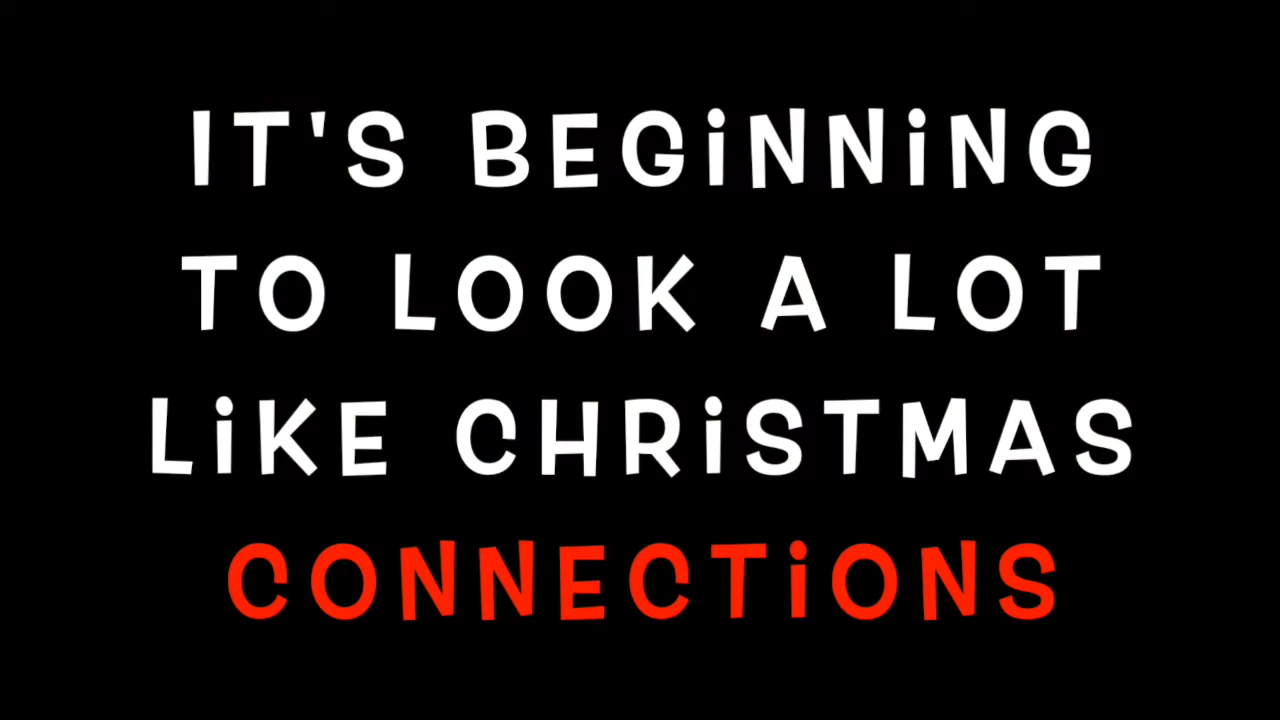 IT'S BEGiNNiNG
TO LOOK A LOT
LiKE CHRiSTMAS
CONNECTiONS